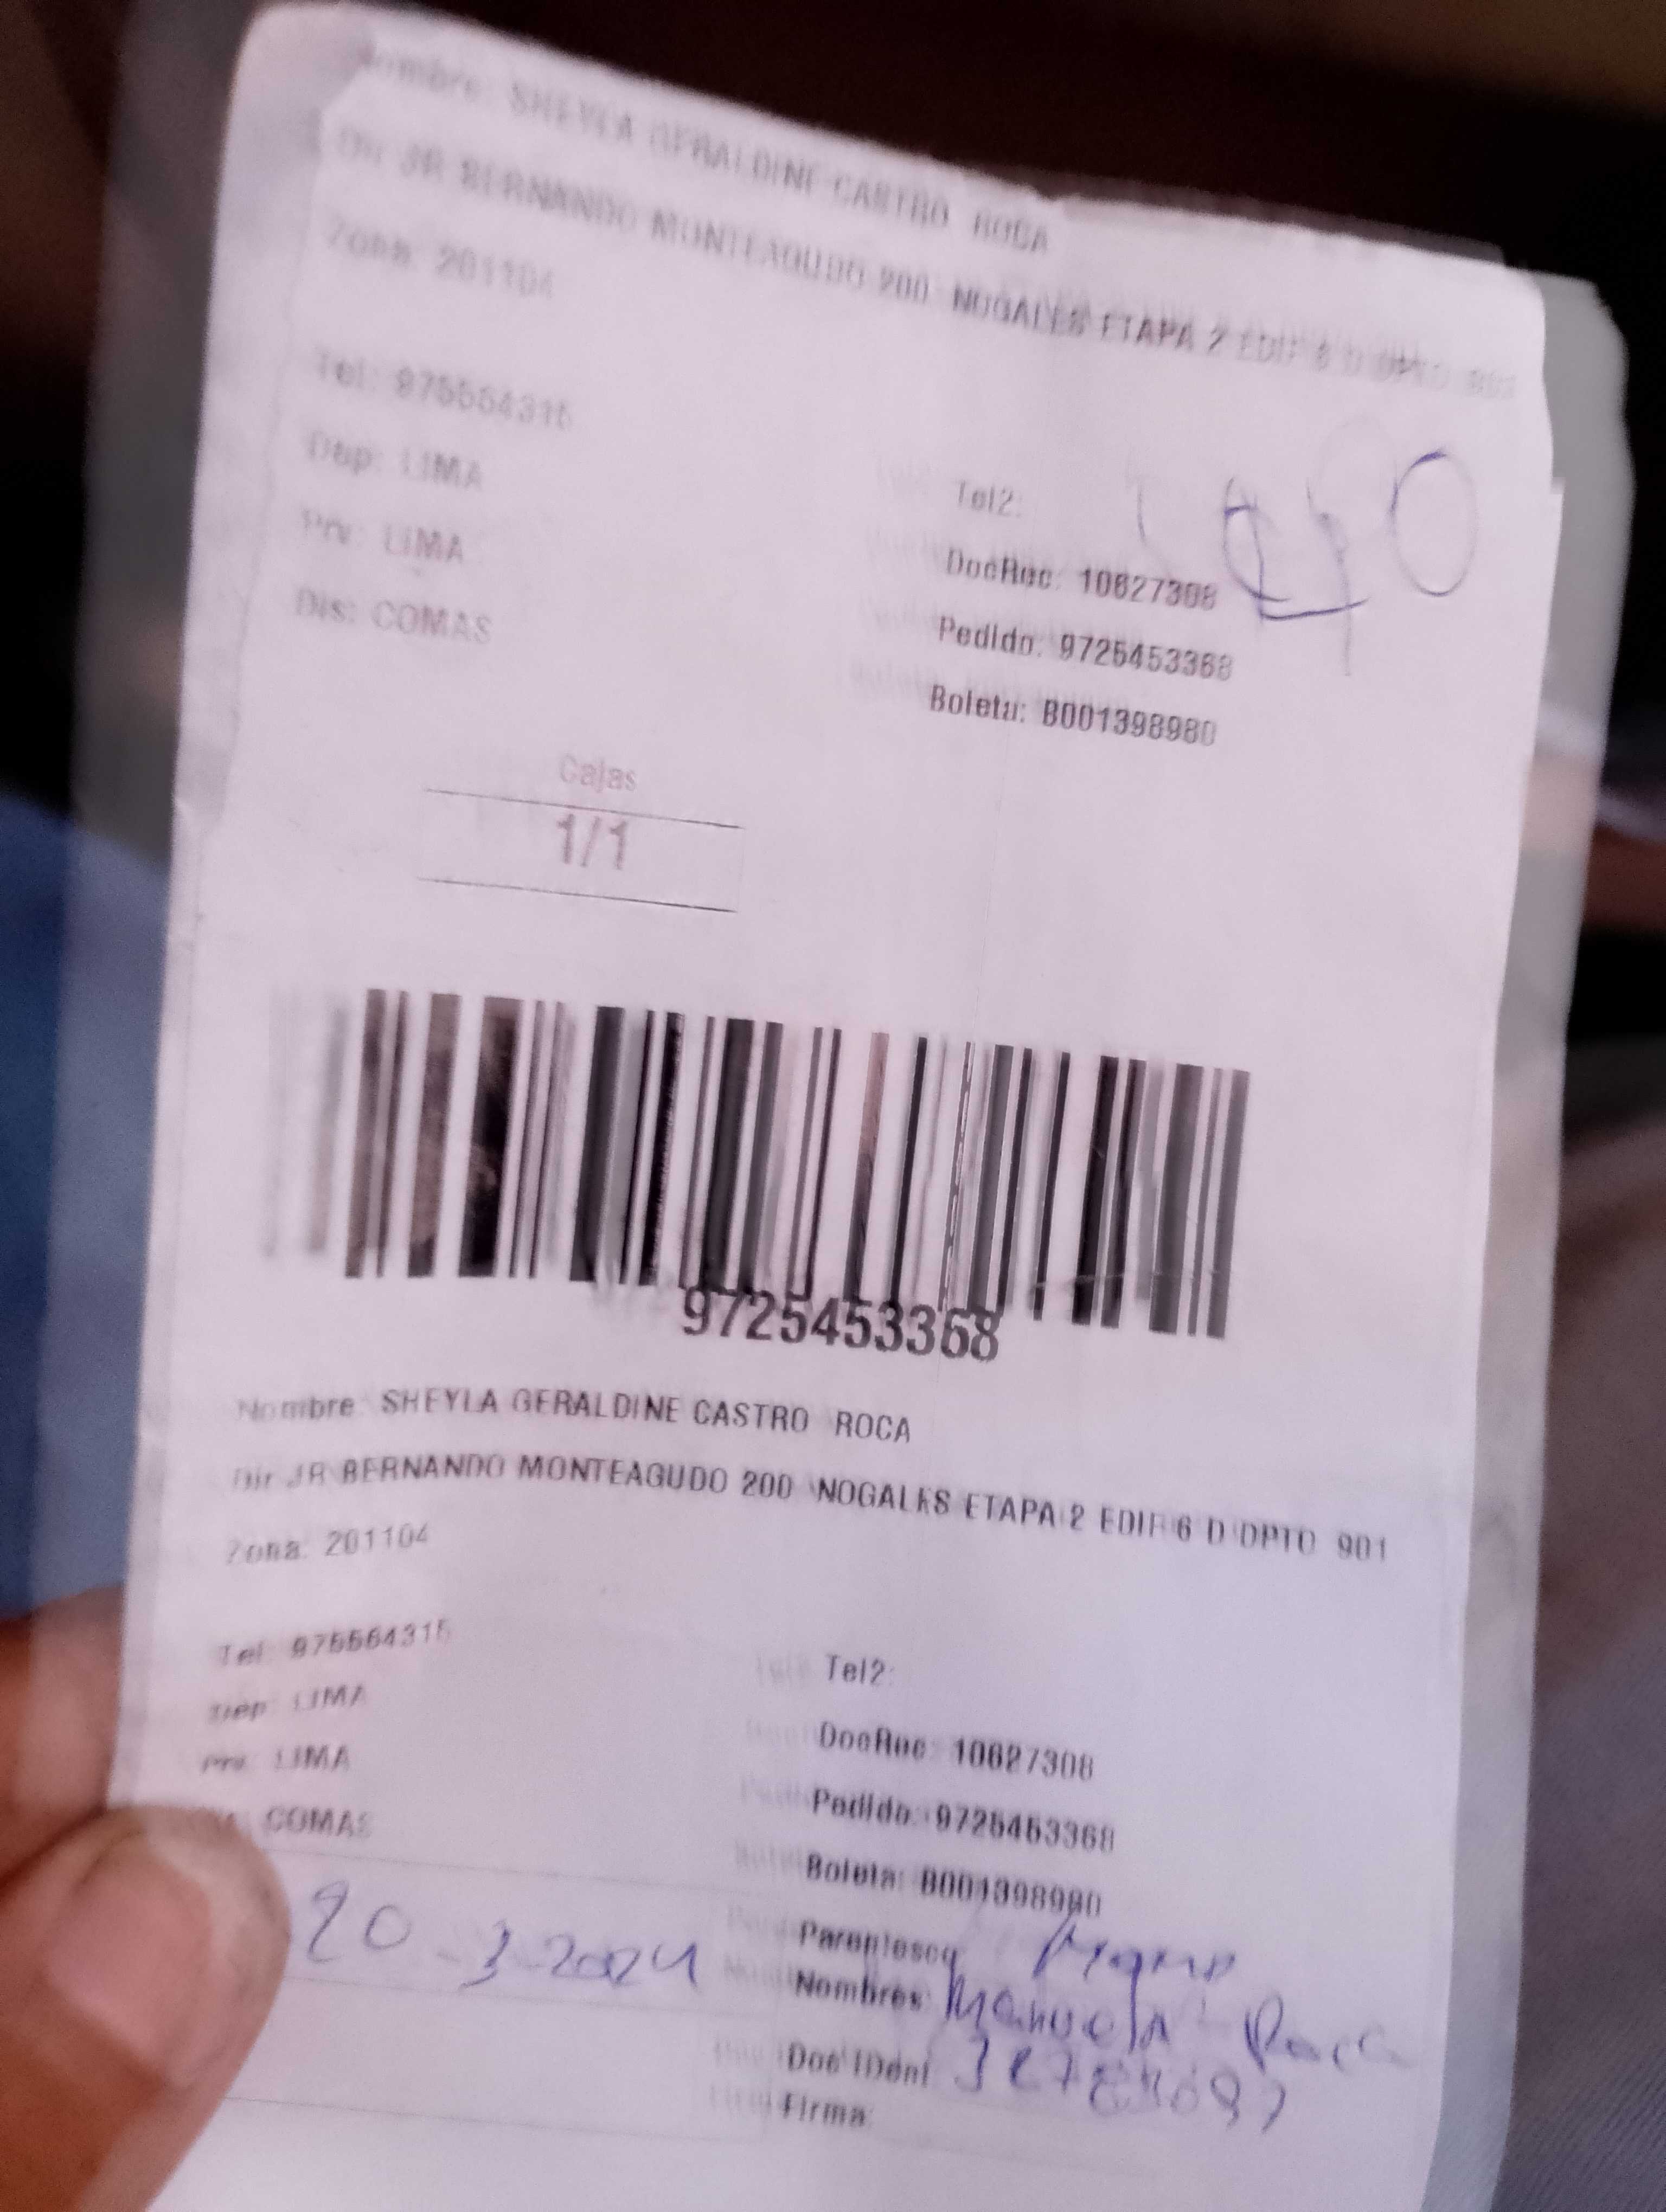 Nombre: SHEYLA GERALDINE CASTRO ROCA
Dir JR BERNANDO MONTEAGUDO 200 NOGALES ETAPA 2 EDIF 6 D DPTO 901
Zona: 201104
Tel: 975564315
Dep: LIMA
Prv: LIMA
Dis: COMAS
Tel2:
DocRec: 10627308
Pedido: 9725453368
Boleta: B001398980
Cajas
1/1
9725453368
Nombre: SHEYLA GERALDINE CASTRO ROCA
Dir JR BERNANDO MONTEAGUDO 200 NOGALES ETAPA 2 EDIF 6 D DPTO 901
Zona: 201104
Tel: 975564315
Dep: LIMA
Prv: LIMA
COMAS
Tel2:
DocRec: 10627308
Pedido: 9725453368
Boleta: B001398980
20-3-2024
Parentesco
Nombres: Manuela Roca
Doc IDent
Firma: